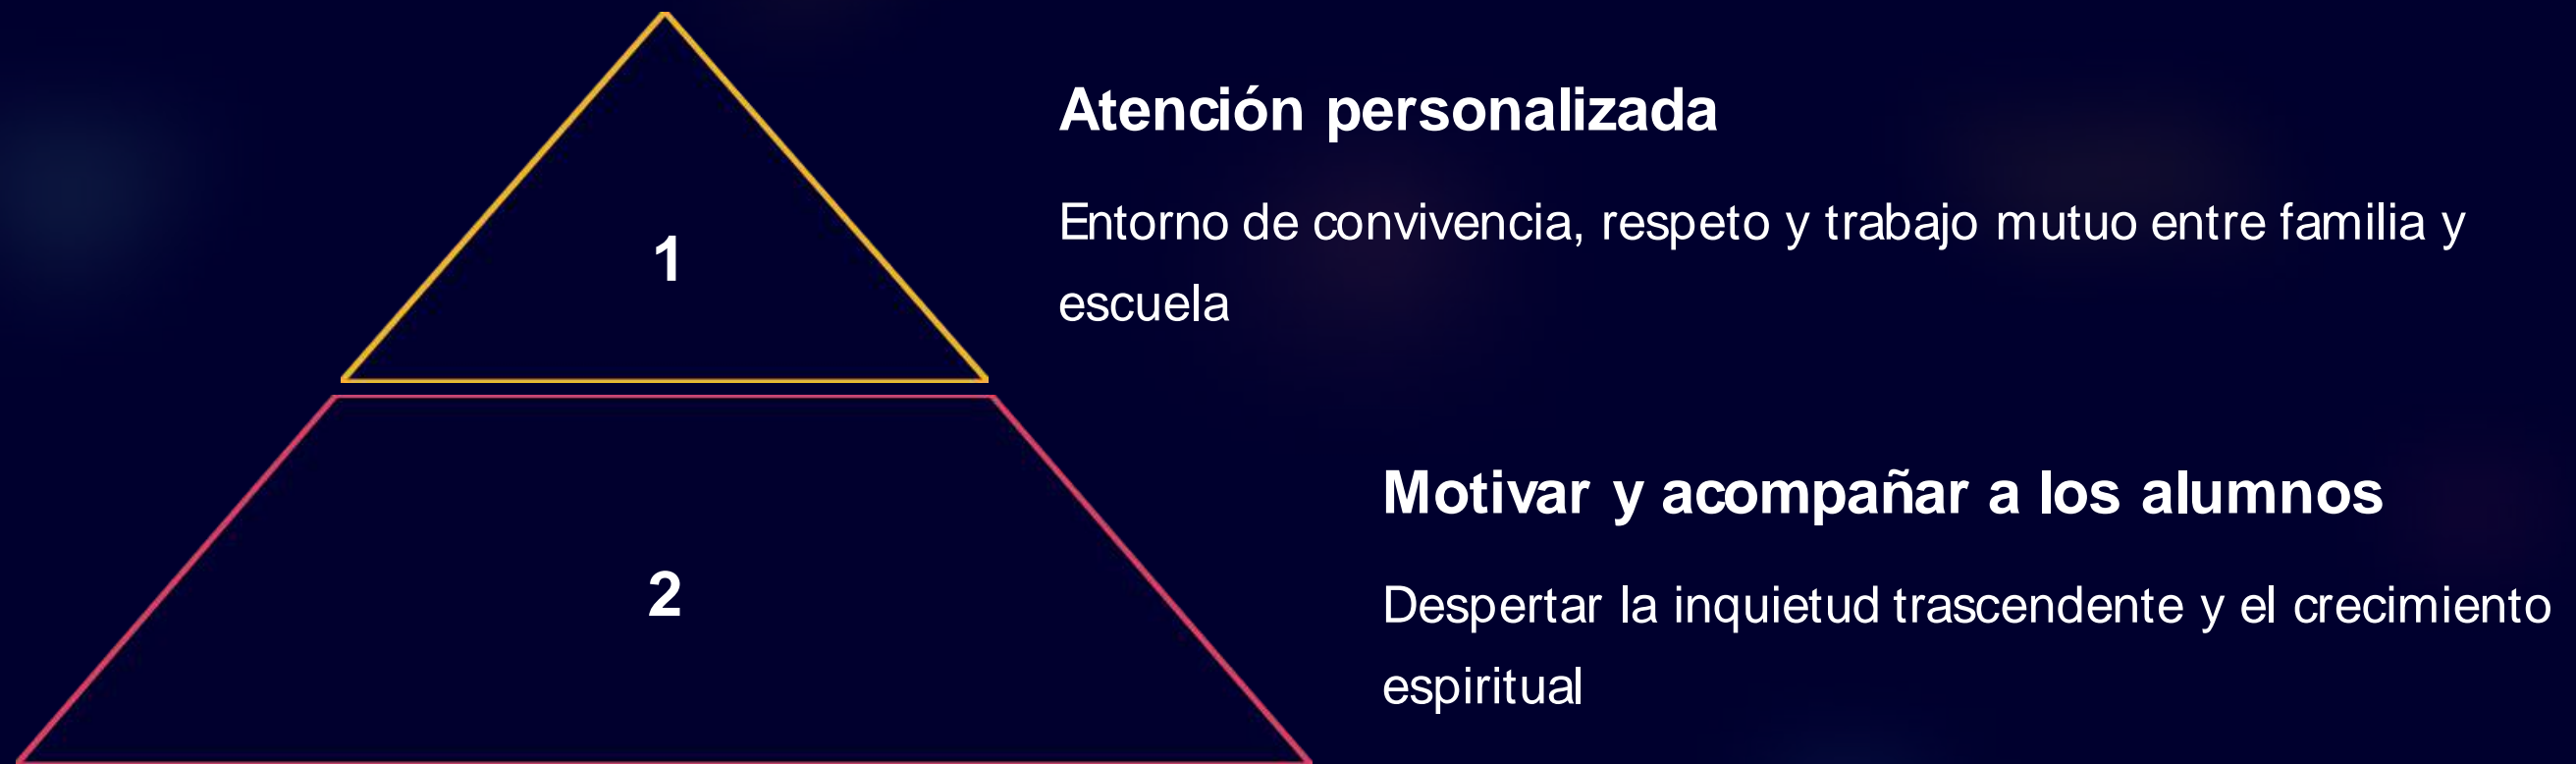 1
Atención personalizada
Entorno de convivencia, respeto y trabajo mutuo entre familia y
escuela
2
Motivar y acompañar a los alumnos
Despertar la inquietud trascendente y el crecimiento
espiritual